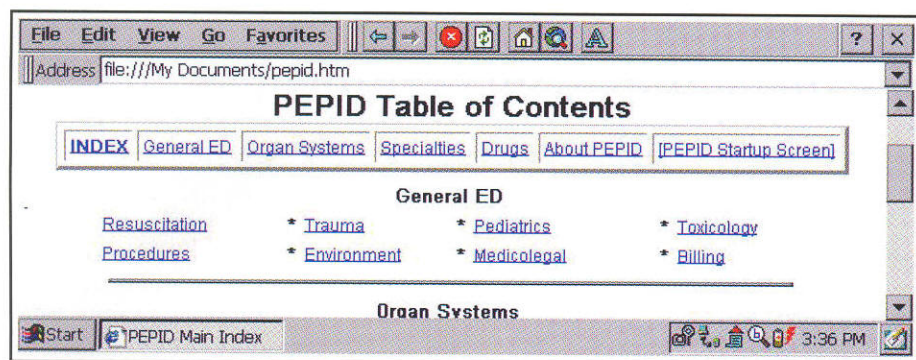 File Edit View Go Favorites ? ×
Address file:///My Documents/pepid.htm
PEPID Table of Contents
INDEX General ED Organ Systems Specialties Drugs About PEPID [PEPID Startup Screen]
General ED
Resuscitation * Trauma * Pediatrics * Toxicology
Procedures * Environment * Medicolegal * Billing
Organ Systems
Start PEPID Main Index 3:36 PM